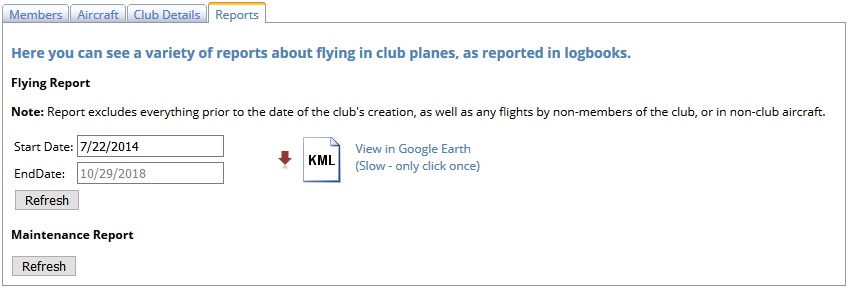 Members Aircraft Club Details Reports
Here you can see a variety of reports about flying in club planes, as reported in logbooks.
Flying Report
Note: Report excludes everything prior to the date of the club's creation, as well as any flights by non-members of the club, or in non-club aircraft.
Start Date: 7/22/2014
EndDate: 10/29/2018
Refresh
KML
View in Google Earth
(Slow - only click once)
Maintenance Report
Refresh